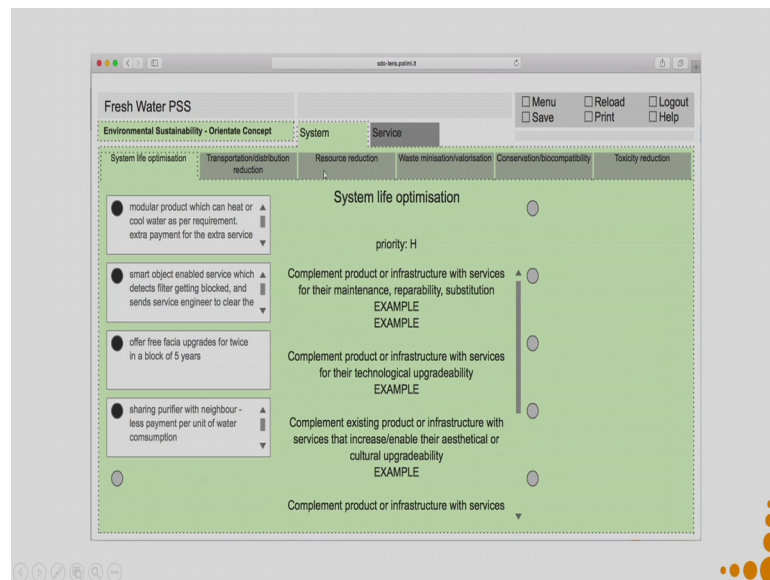 sdo-lens.polimi.it
Fresh Water PSS
Menu
Reload
Logout
Save
Print
Help
Environmental Sustainability - Orientate Concept
System
Service
System life optimisation
Transportation/distribution
reduction
Resource reduction
Waste minisation/valorisation
Conservation/biocompatibility
Toxicity reduction
modular product which can heat or
cool water as per requirement.
extra payment for the extra service
smart object enabled service which
detects filter getting blocked, and
sends service engineer to clear the
offer free facia upgrades for twice
in a block of 5 years
sharing purifier with neighbour -
less payment per unit of water
comsumption
System life optimisation
priority: H
Complement product or infrastructure with services
for their maintenance, reparability, substitution
EXAMPLE
EXAMPLE
Complement product or infrastructure with services
for their technological upgradeability
EXAMPLE
Complement existing product or infrastructure with
services that increase/enable their aesthetical or
cultural upgradeability
EXAMPLE
Complement product or infrastructure with services